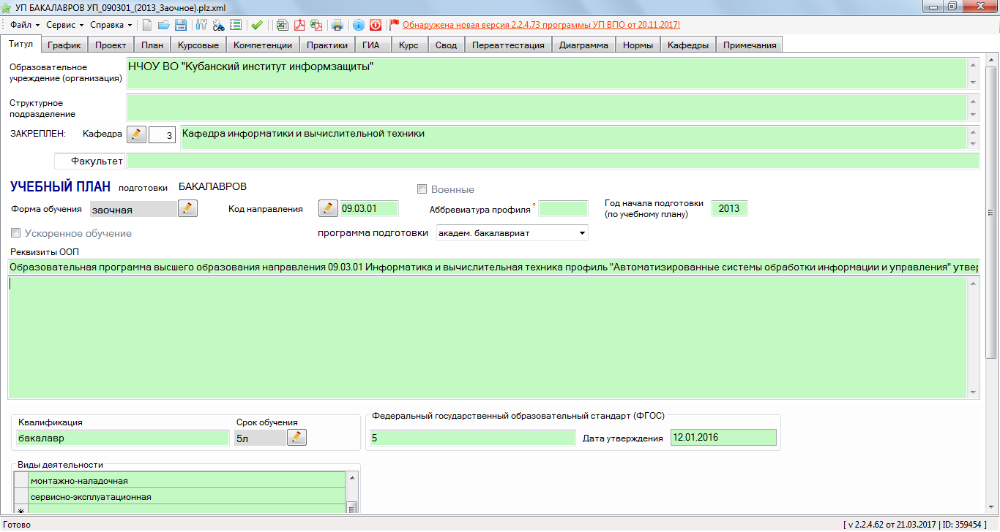 УП БАКАЛАВРОВ УП_090301_(2013_Заочное).plz.xml
Файл Сервис Справка Обнаружена новая версия 2.2.4.73 программы УП ВПО от 20.11.2017!
Титул График Проект План Курсовые Компетенции Практики ГИА Курс Свод Переаттестация Диаграмма Нормы Кафедры Примечания
Образовательное
учреждение (организация)
НЧОУ ВО "Кубанский институт информзащиты"
Структурное
подразделение
ЗАКРЕПЛЕН: Кафедра 3 Кафедра информатики и вычислительной техники
Факультет
УЧЕБНЫЙ ПЛАН подготовки БАКАЛАВРОВ
Военные
Форма обучения заочная Код направления 09.03.01 Аббревиатура профиля ? Год начала подготовки
(по учебному плану) 2013
Ускоренное обучение программа подготовки академ. бакалавриат
Реквизиты ООП
Образовательная программа высшего образования направления 09.03.01 Информатика и вычислительная техника профиль "Автоматизированные системы обработки информации и управления" утвер
Квалификация Срок обучения
бакалавр 5л
Федеральный государственный образовательный стандарт (ФГОС)
5 Дата утверждения 12.01.2016
Виды деятельности
монтажно-наладочная
сервисно-эксплуатационная
Готово [ v 2.2.4.62 от 21.03.2017 | ID: 359454 ]